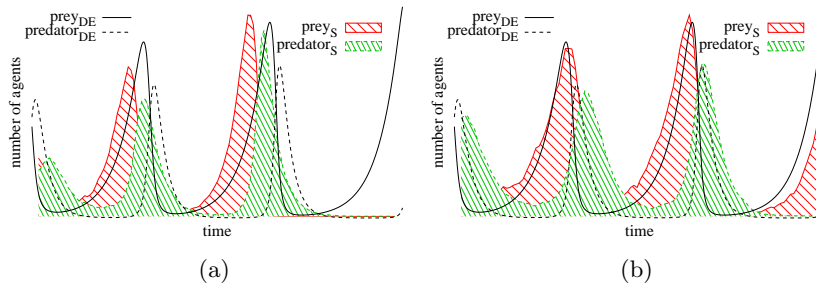 prey_DE
predator_DE
prey_S
predator_S
number of agents
time
(a)
prey_DE
predator_DE
prey_S
predator_S
number of agents
time
(b)